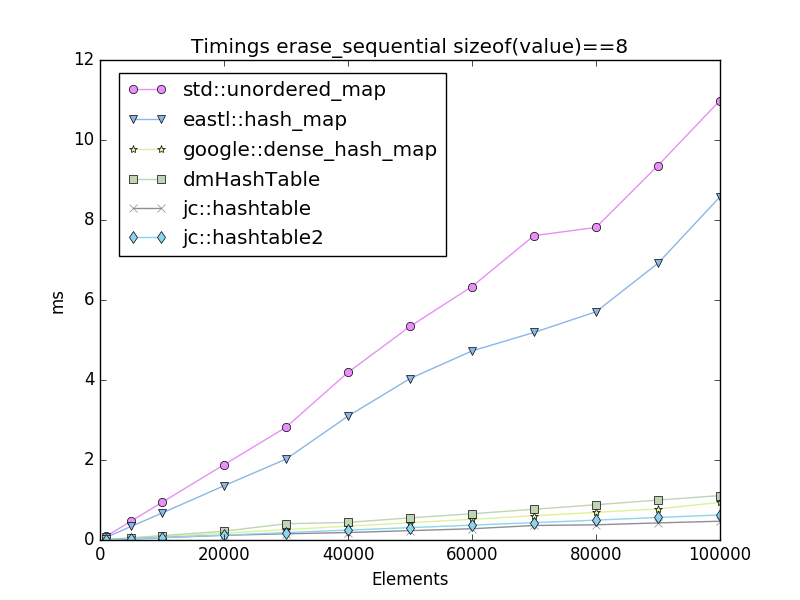 Timings erase_sequential sizeof(value)==8
12
10
8
6
4
2
0
ms
std::unordered_map
eastl::hash_map
google::dense_hash_map
dmHashTable
jc::hashtable
jc::hashtable2
0 20000 40000 60000 80000 100000
Elements